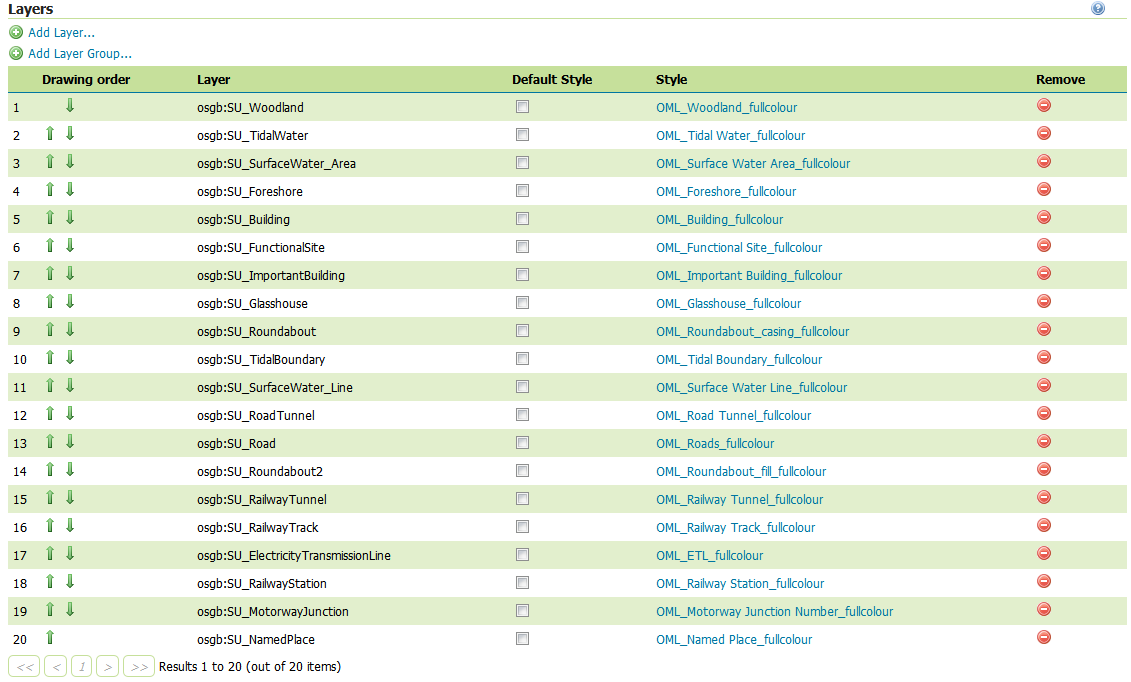 Layers
Add Layer...
Add Layer Group...
Drawing order Layer Default Style Style Remove
1 osgb:SU_Woodland OML_Woodland_fullcolour
2 osgb:SU_TidalWater OML_Tidal Water_fullcolour
3 osgb:SU_SurfaceWater_Area OML_Surface Water Area_fullcolour
4 osgb:SU_Foreshore OML_Foreshore_fullcolour
5 osgb:SU_Building OML_Building_fullcolour
6 osgb:SU_FunctionalSite OML_Functional Site_fullcolour
7 osgb:SU_ImportantBuilding OML_Important Building_fullcolour
8 osgb:SU_Glasshouse OML_Glasshouse_fullcolour
9 osgb:SU_Roundabout OML_Roundabout_casing_fullcolour
10 osgb:SU_TidalBoundary OML_Tidal Boundary_fullcolour
11 osgb:SU_SurfaceWater_Line OML_Surface Water Line_fullcolour
12 osgb:SU_RoadTunnel OML_Road Tunnel_fullcolour
13 osgb:SU_Road OML_Roads_fullcolour
14 osgb:SU_Roundabout2 OML_Roundabout_fill_fullcolour
15 osgb:SU_RailwayTunnel OML_Railway Tunnel_fullcolour
16 osgb:SU_RailwayTrack OML_Railway Track_fullcolour
17 osgb:SU_ElectricityTransmissionLine OML_ETL_fullcolour
18 osgb:SU_RailwayStation OML_Railway Station_fullcolour
19 osgb:SU_MotorwayJunction OML_Motorway Junction Number_fullcolour
20 osgb:SU_NamedPlace OML_Named Place_fullcolour
<< < 1 > >> Results 1 to 20 (out of 20 items)